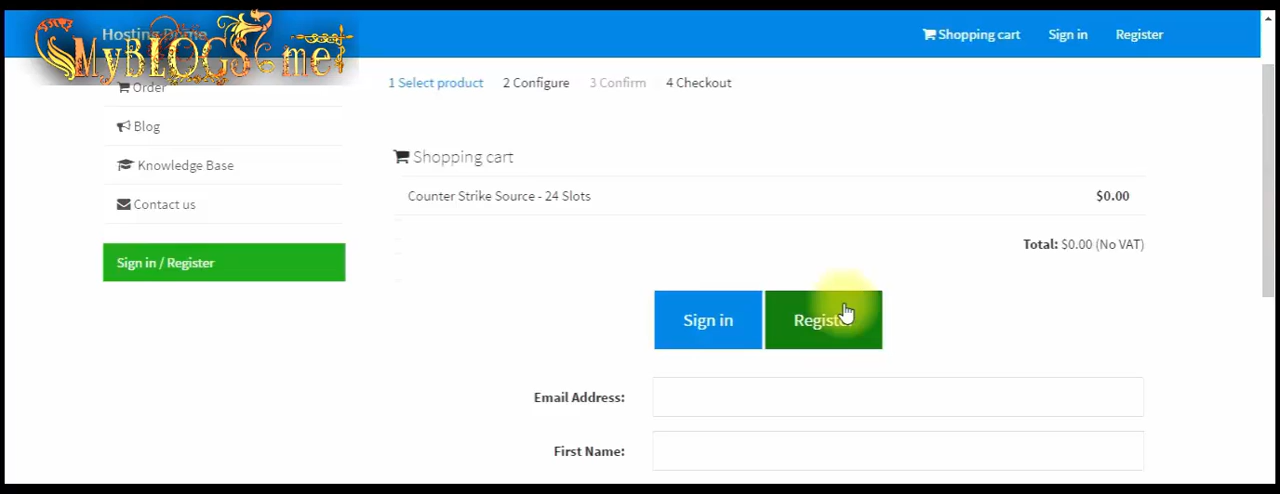 MyBLOGS.net
Shopping cart
Sign in
Register
1 Select product
2 Configure
3 Confirm
4 Checkout
Order
Blog
Knowledge Base
Contact us
Sign in / Register
Shopping cart
Counter Strike Source - 24 Slots
$0.00
Total: $0.00 (No VAT)
Sign in
Register
Email Address:
First Name: